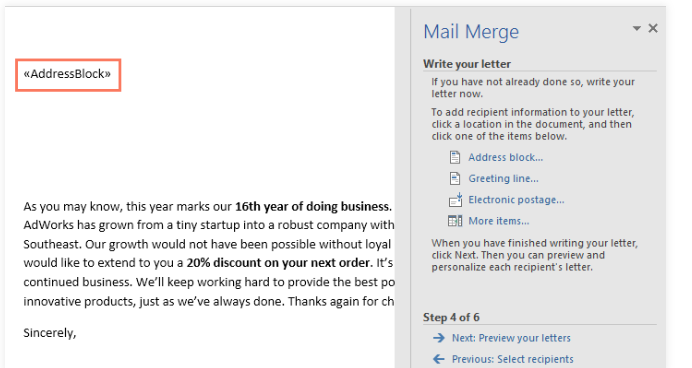 «AddressBlock»
As you may know, this year marks our 16th year of doing business.
AdWorks has grown from a tiny startup into a robust company with
Southeast. Our growth would not have been possible without loyal
would like to extend to you a 20% discount on your next order. It's
continued business. We'll keep working hard to provide the best po
innovative products, just as we've always done. Thanks again for ch
Sincerely,
Mail Merge
Write your letter
If you have not already done so, write your
letter now.
To add recipient information to your letter,
click a location in the document, and then
click one of the items below.
Address block...
Greeting line...
Electronic postage...
More items...
When you have finished writing your letter,
click Next. Then you can preview and
personalize each recipient's letter.
Step 4 of 6
Next: Preview your letters
Previous: Select recipients